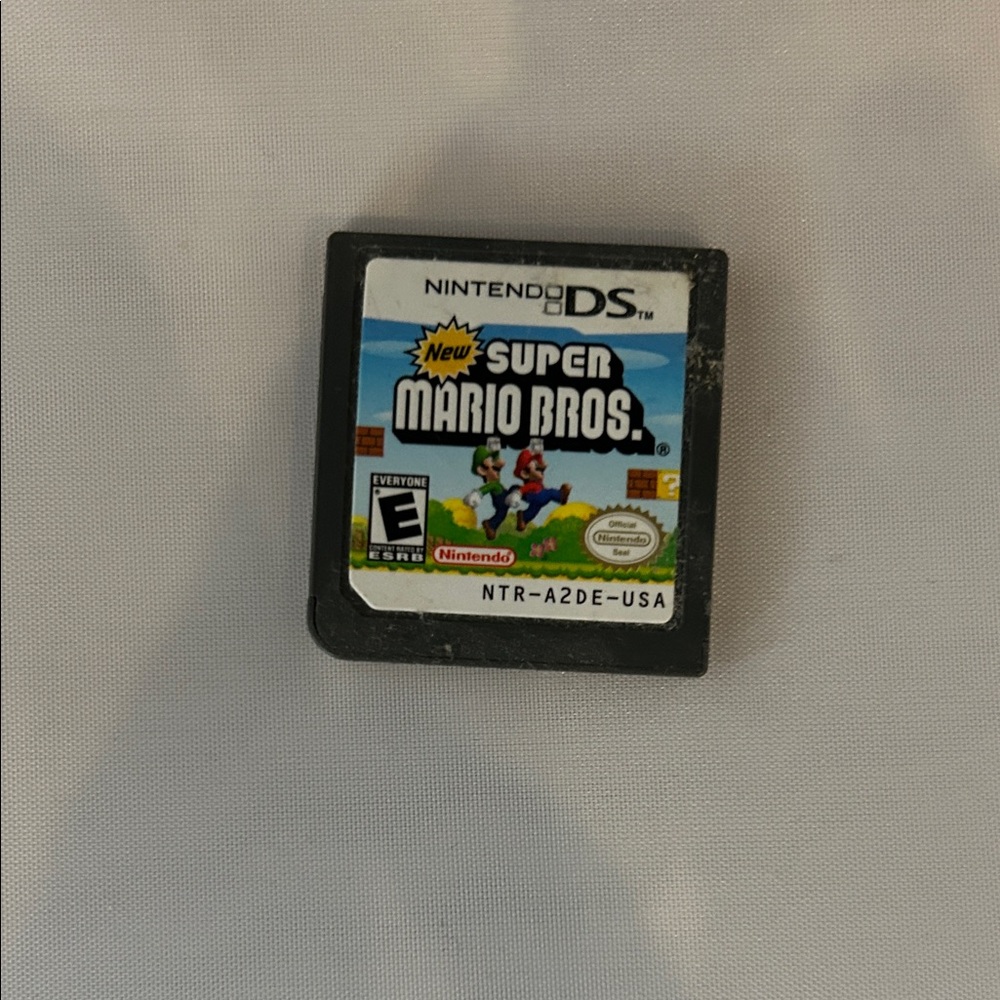 NINTENDO DS™
New SUPER
MARIO BROS.®
EVERYONE
E
CONTENT RATED BY
ESRB
Nintendo®
Official
Nintendo
Seal
?
NTR-A2DE-USA